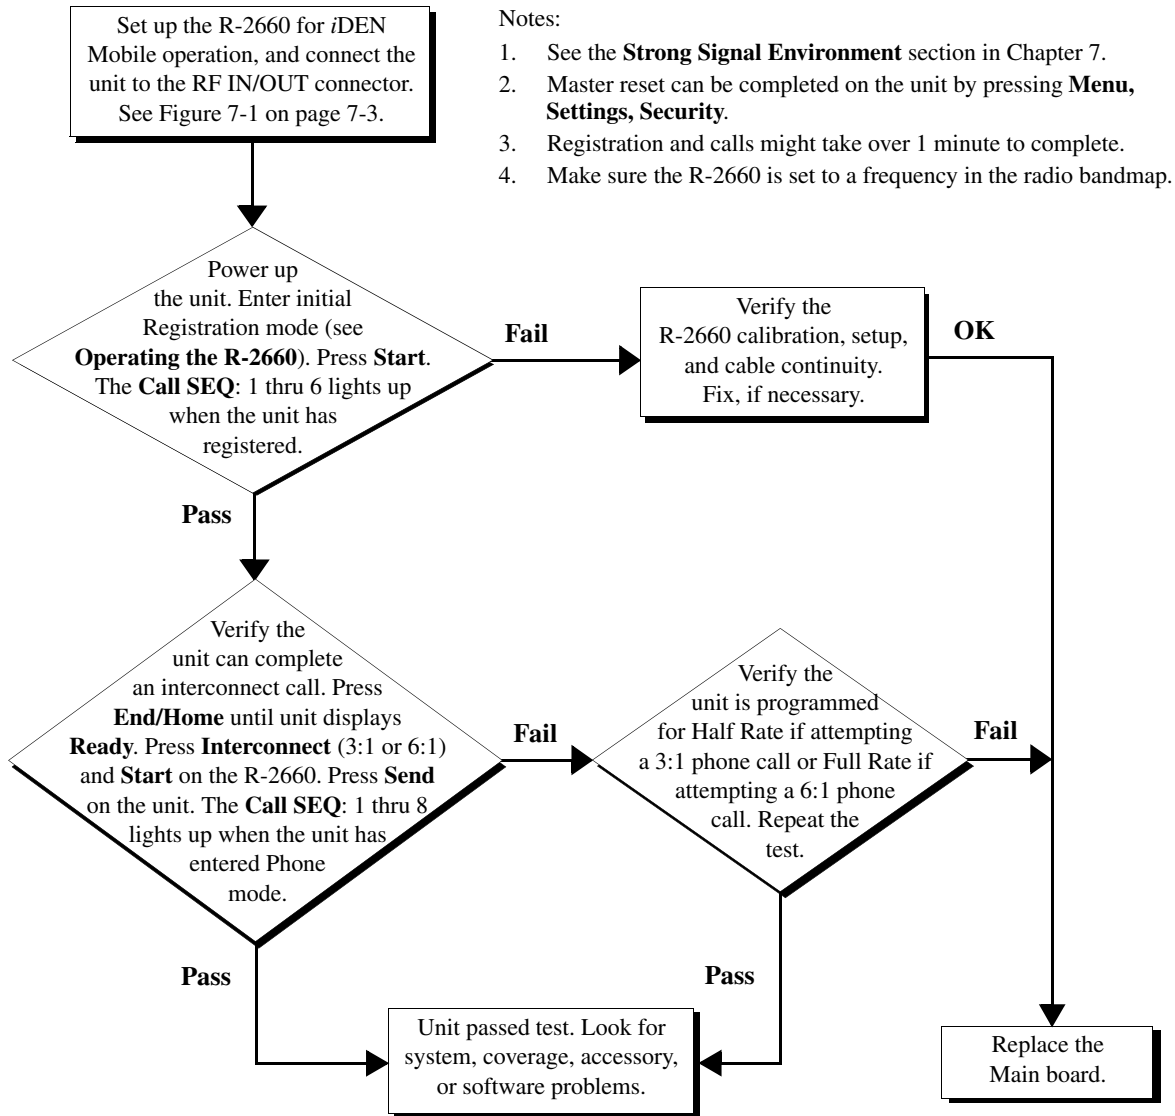 Set up the R-2660 for iDEN
Mobile operation, and connect the
unit to the RF IN/OUT connector.
See Figure 7-1 on page 7-3.
Notes:
1. See the Strong Signal Environment section in Chapter 7.
2. Master reset can be completed on the unit by pressing Menu,
Settings, Security.
3. Registration and calls might take over 1 minute to complete.
4. Make sure the R-2660 is set to a frequency in the radio bandmap.
Power up
the unit. Enter initial
Registration mode (see
Operating the R-2660). Press Start.
The Call SEQ: 1 thru 6 lights up
when the unit has
registered.
Fail
Verify the
R-2660 calibration, setup,
and cable continuity.
Fix, if necessary.
OK
Pass
Verify the
unit can complete
an interconnect call. Press
End/Home until unit displays
Ready. Press Interconnect (3:1 or 6:1)
and Start on the R-2660. Press Send
on the unit. The Call SEQ: 1 thru 8
lights up when the unit has
entered Phone
mode.
Fail
Verify the
unit is programmed
for Half Rate if attempting
a 3:1 phone call or Full Rate if
attempting a 6:1 phone
call. Repeat the
test.
Fail
Pass
Pass
Unit passed test. Look for
system, coverage, accessory,
or software problems.
Replace the
Main board.